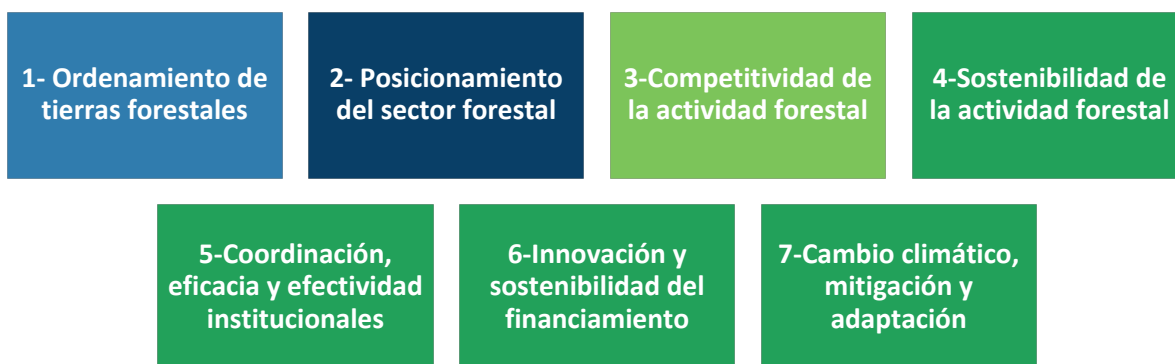 1- Ordenamiento de
tierras forestales
2- Posicionamiento
del sector forestal
3-Competitividad de
la actividad forestal
4-Sostenibilidad de
la actividad forestal
5-Coordinación,
eficacia y efectividad
institucionales
6-Innovación y
sostenibilidad del
financiamiento
7-Cambio climático,
mitigación y
adaptación